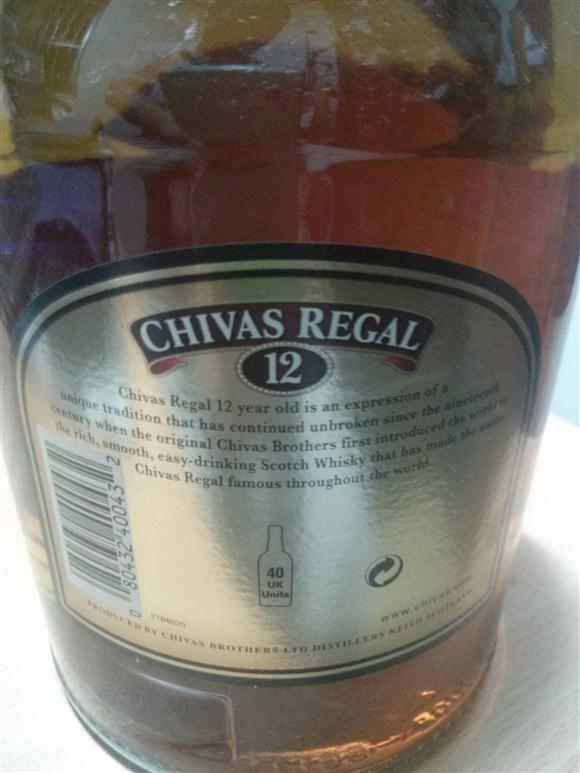 CHIVAS REGAL
12
Chivas Regal 12 year old is an expression of a
unique tradition that has continued unbroken since the nineteenth
century when the original Chivas Brothers first introduced the world to
the rich, smooth, easy-drinking Scotch Whisky that has made the name
Chivas Regal famous throughout the world.
0 80432 40043 2
40
UK
Units
2TB6020
www.chivas.com
PRODUCED BY CHIVAS BROTHERS LTD DISTILLERS KEITH SCOTLAND